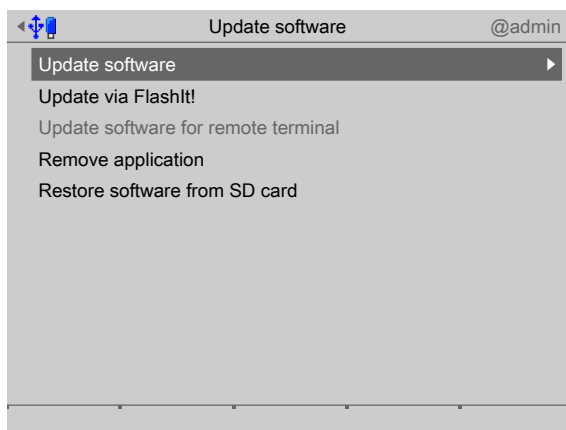 Update software @admin
Update software
Update via FlashIt!
Update software for remote terminal
Remove application
Restore software from SD card